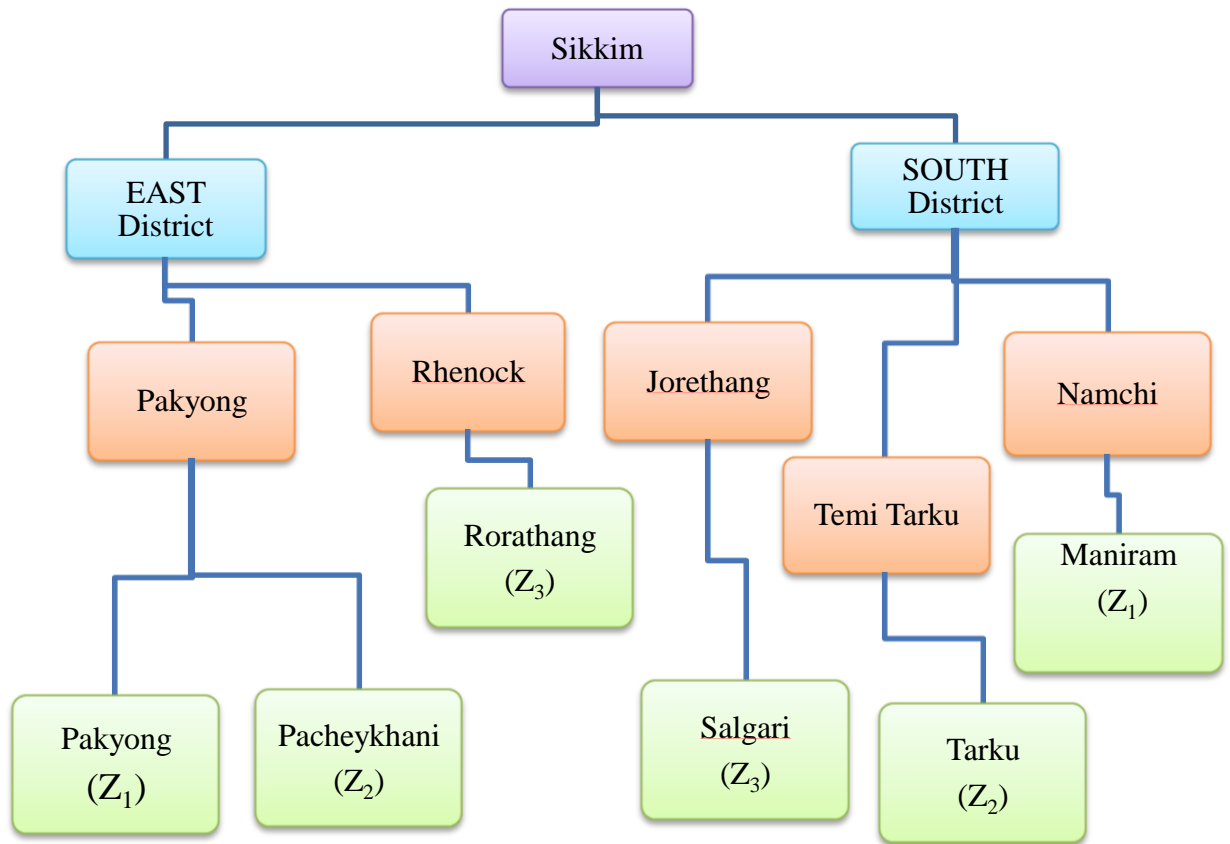 Sikkim
EAST
District
SOUTH
District
Pakyong
Rhenock
Jorethang
Temi Tarku
Namchi
Rorathang
(Z₃)
Maniram
(Z₁)
Pakyong
(Z₁)
Pacheykhani
(Z₂)
Salgari
(Z₃)
Tarku
(Z₂)